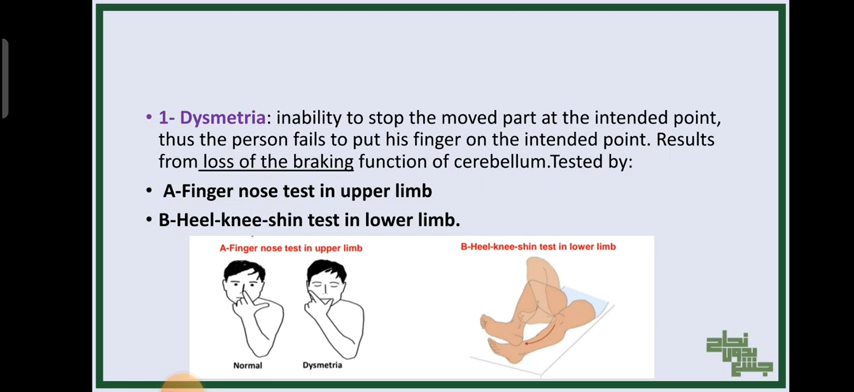 • 1- Dysmetria: inability to stop the moved part at the intended point,
thus the person fails to put his finger on the intended point. Results
from loss of the braking function of cerebellum.Tested by:
• A-Finger nose test in upper limb
• B-Heel-knee-shin test in lower limb.
A-Finger nose test in upper limb
B-Heel-knee-shin test in lower limb
Normal
Dysmetria